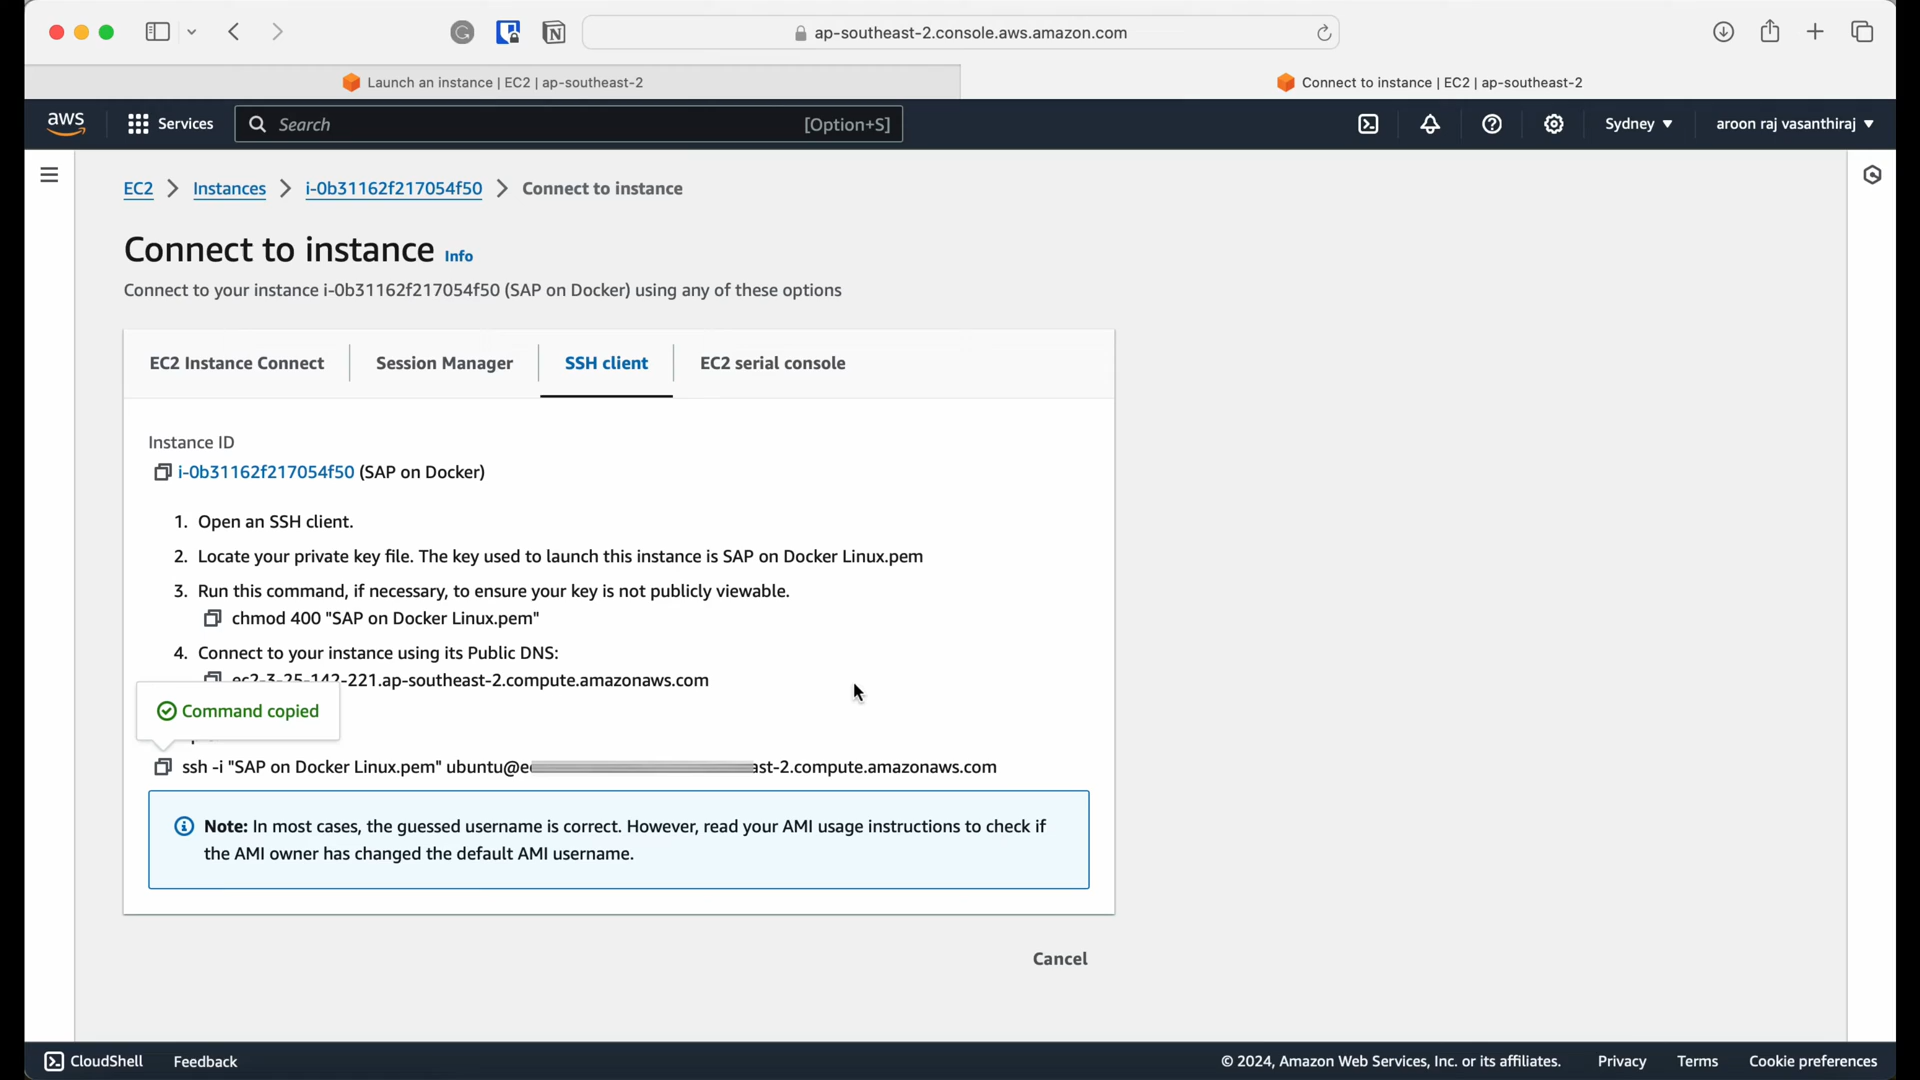 ap-southeast-2.console.aws.amazon.com
Launch an instance | EC2 | ap-southeast-2
Connect to instance | EC2 | ap-southeast-2
aws
Services
Search
[Option+S]
Sydney
aroon raj vasanthiraj
EC2
Instances
i-0b31162f217054f50
Connect to instance
Connect to instance Info
Connect to your instance i-0b31162f217054f50 (SAP on Docker) using any of these options
EC2 Instance Connect
Session Manager
SSH client
EC2 serial console
Instance ID
i-0b31162f217054f50 (SAP on Docker)
1. Open an SSH client.
2. Locate your private key file. The key used to launch this instance is SAP on Docker Linux.pem
3. Run this command, if necessary, to ensure your key is not publicly viewable.
chmod 400 "SAP on Docker Linux.pem"
4. Connect to your instance using its Public DNS:
ec2-3-25-142-221.ap-southeast-2.compute.amazonaws.com
Command copied
ssh -i "SAP on Docker Linux.pem" ubuntu@e ast-2.compute.amazonaws.com
Note: In most cases, the guessed username is correct. However, read your AMI usage instructions to check if
the AMI owner has changed the default AMI username.
Cancel
CloudShell
Feedback
© 2024, Amazon Web Services, Inc. or its affiliates.
Privacy
Terms
Cookie preferences